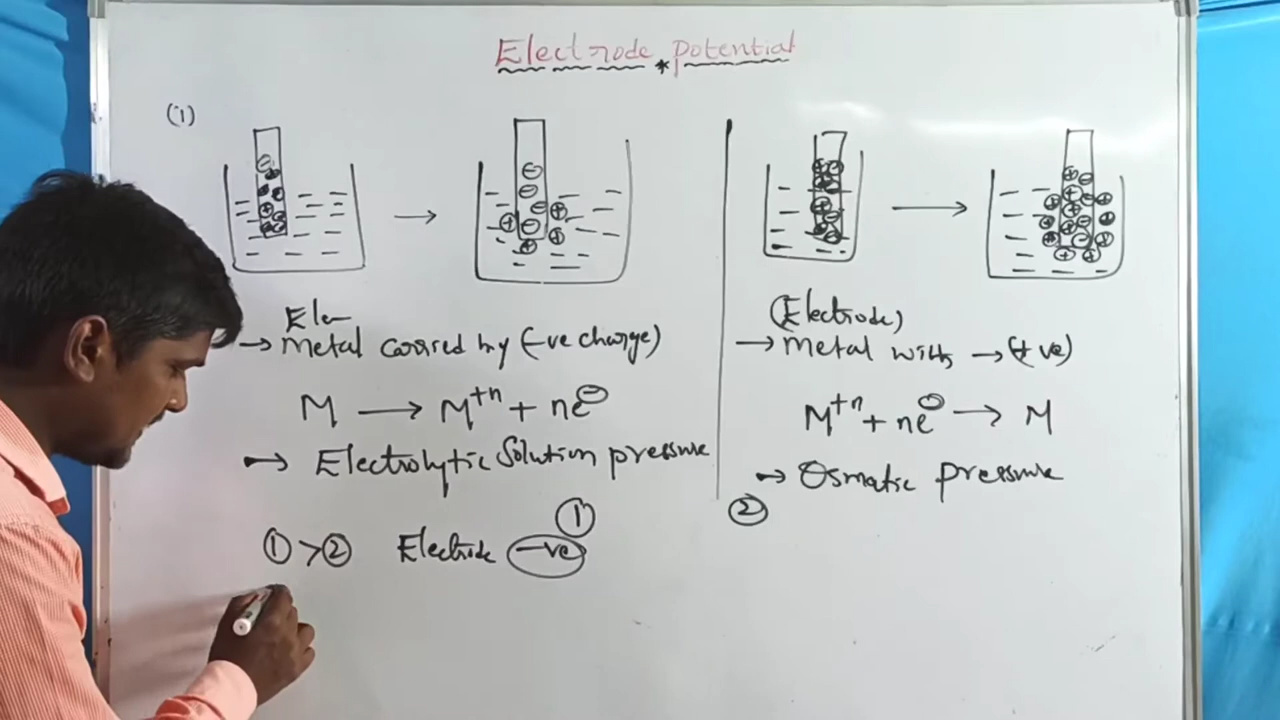 Electrode potential
(1)
Ele
→ Metal carried by (-ve charge)
M → M⁺ⁿ + ne⊖
→ Electrolytic Solution pressure
① > ② Electrode -ve
①
(Electrode)
→ Metal with → (+ve)
M⁺ⁿ + ne⊖ → M
→ Osmatic pressure
②